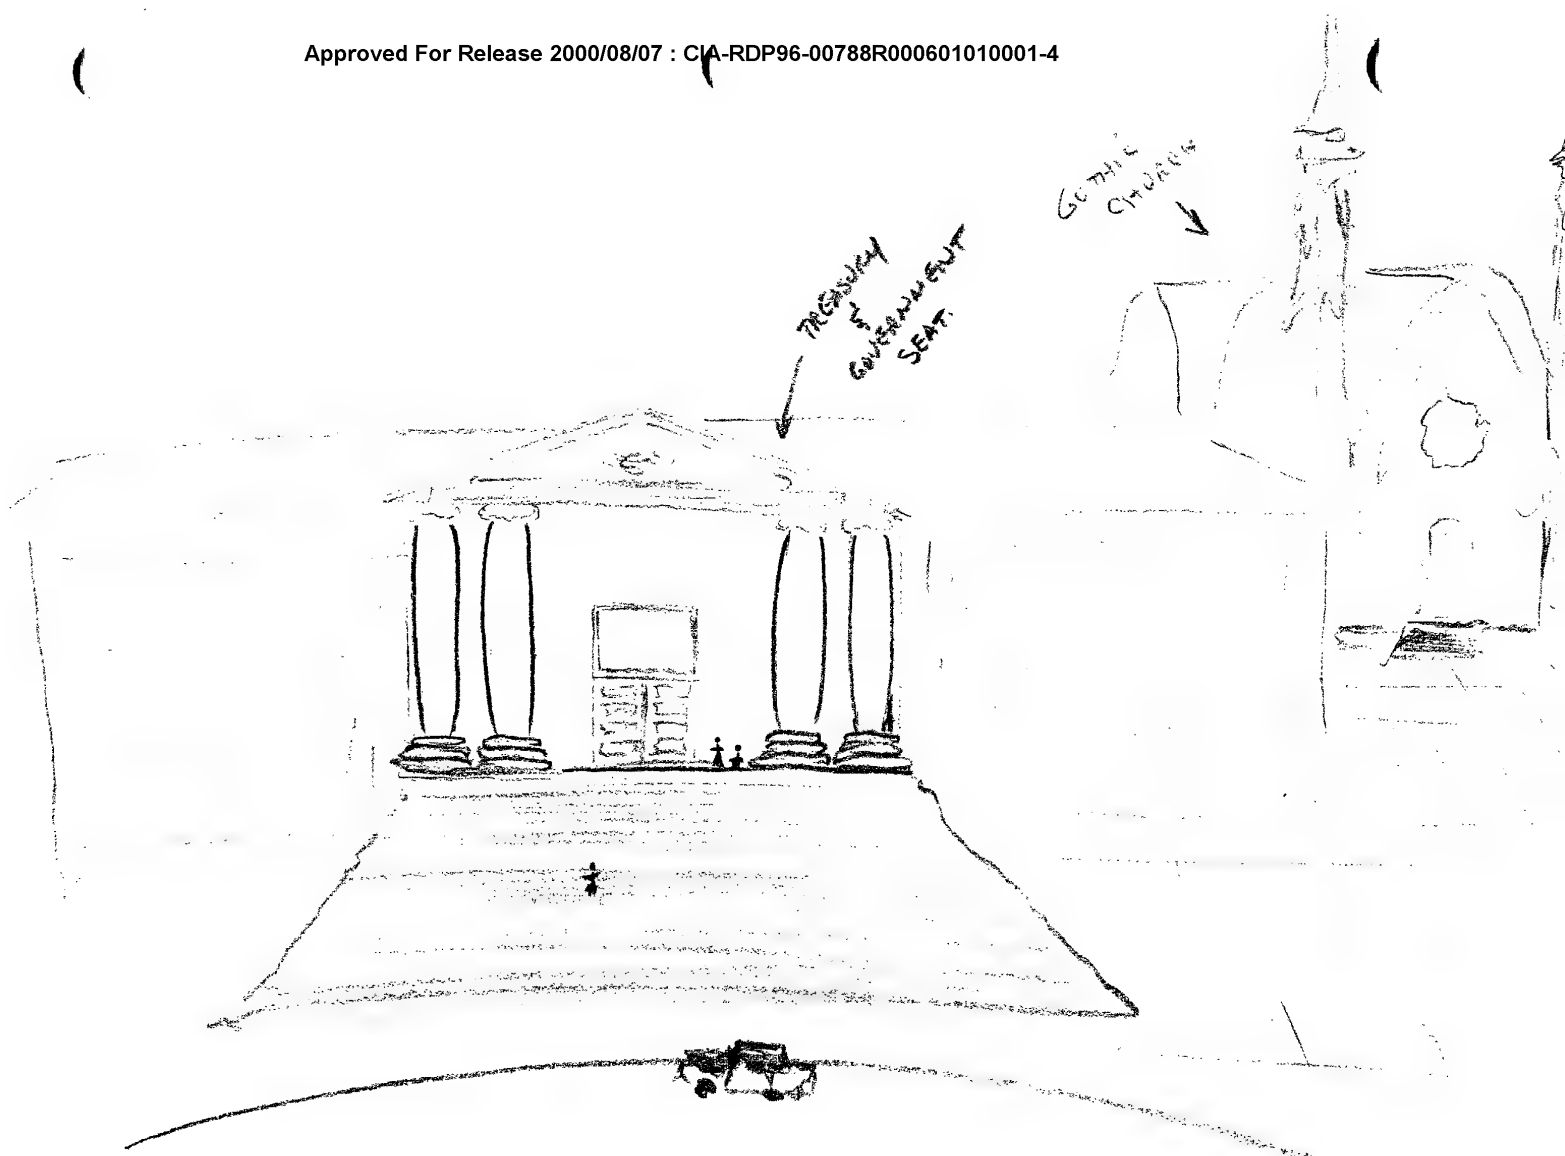 Approved For Release 2000/08/07 : CIA-RDP96-00788R000601010001-4
GOTHIC
CHURCH
TREASURY
&
GOVERNMENT
SEAT.